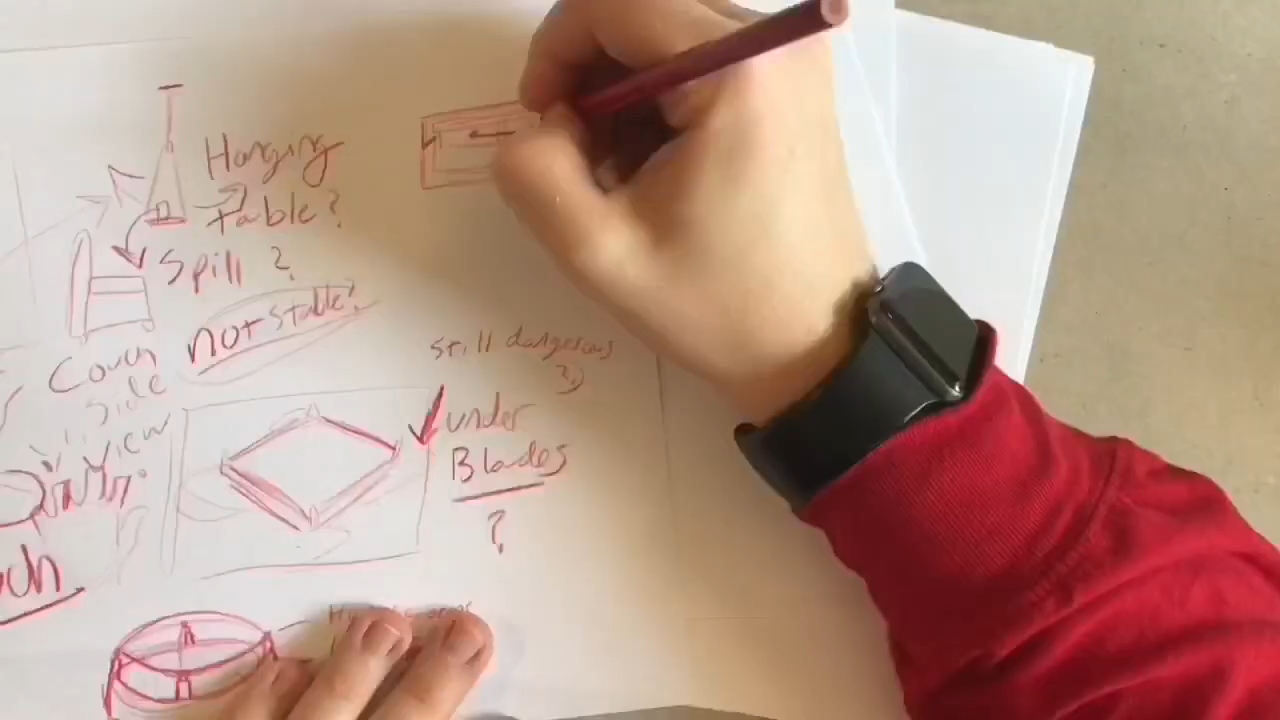 Hanging
table?
Spill ?
not stable?
Couch
side
view
still dangerous
?
under
Blades
?